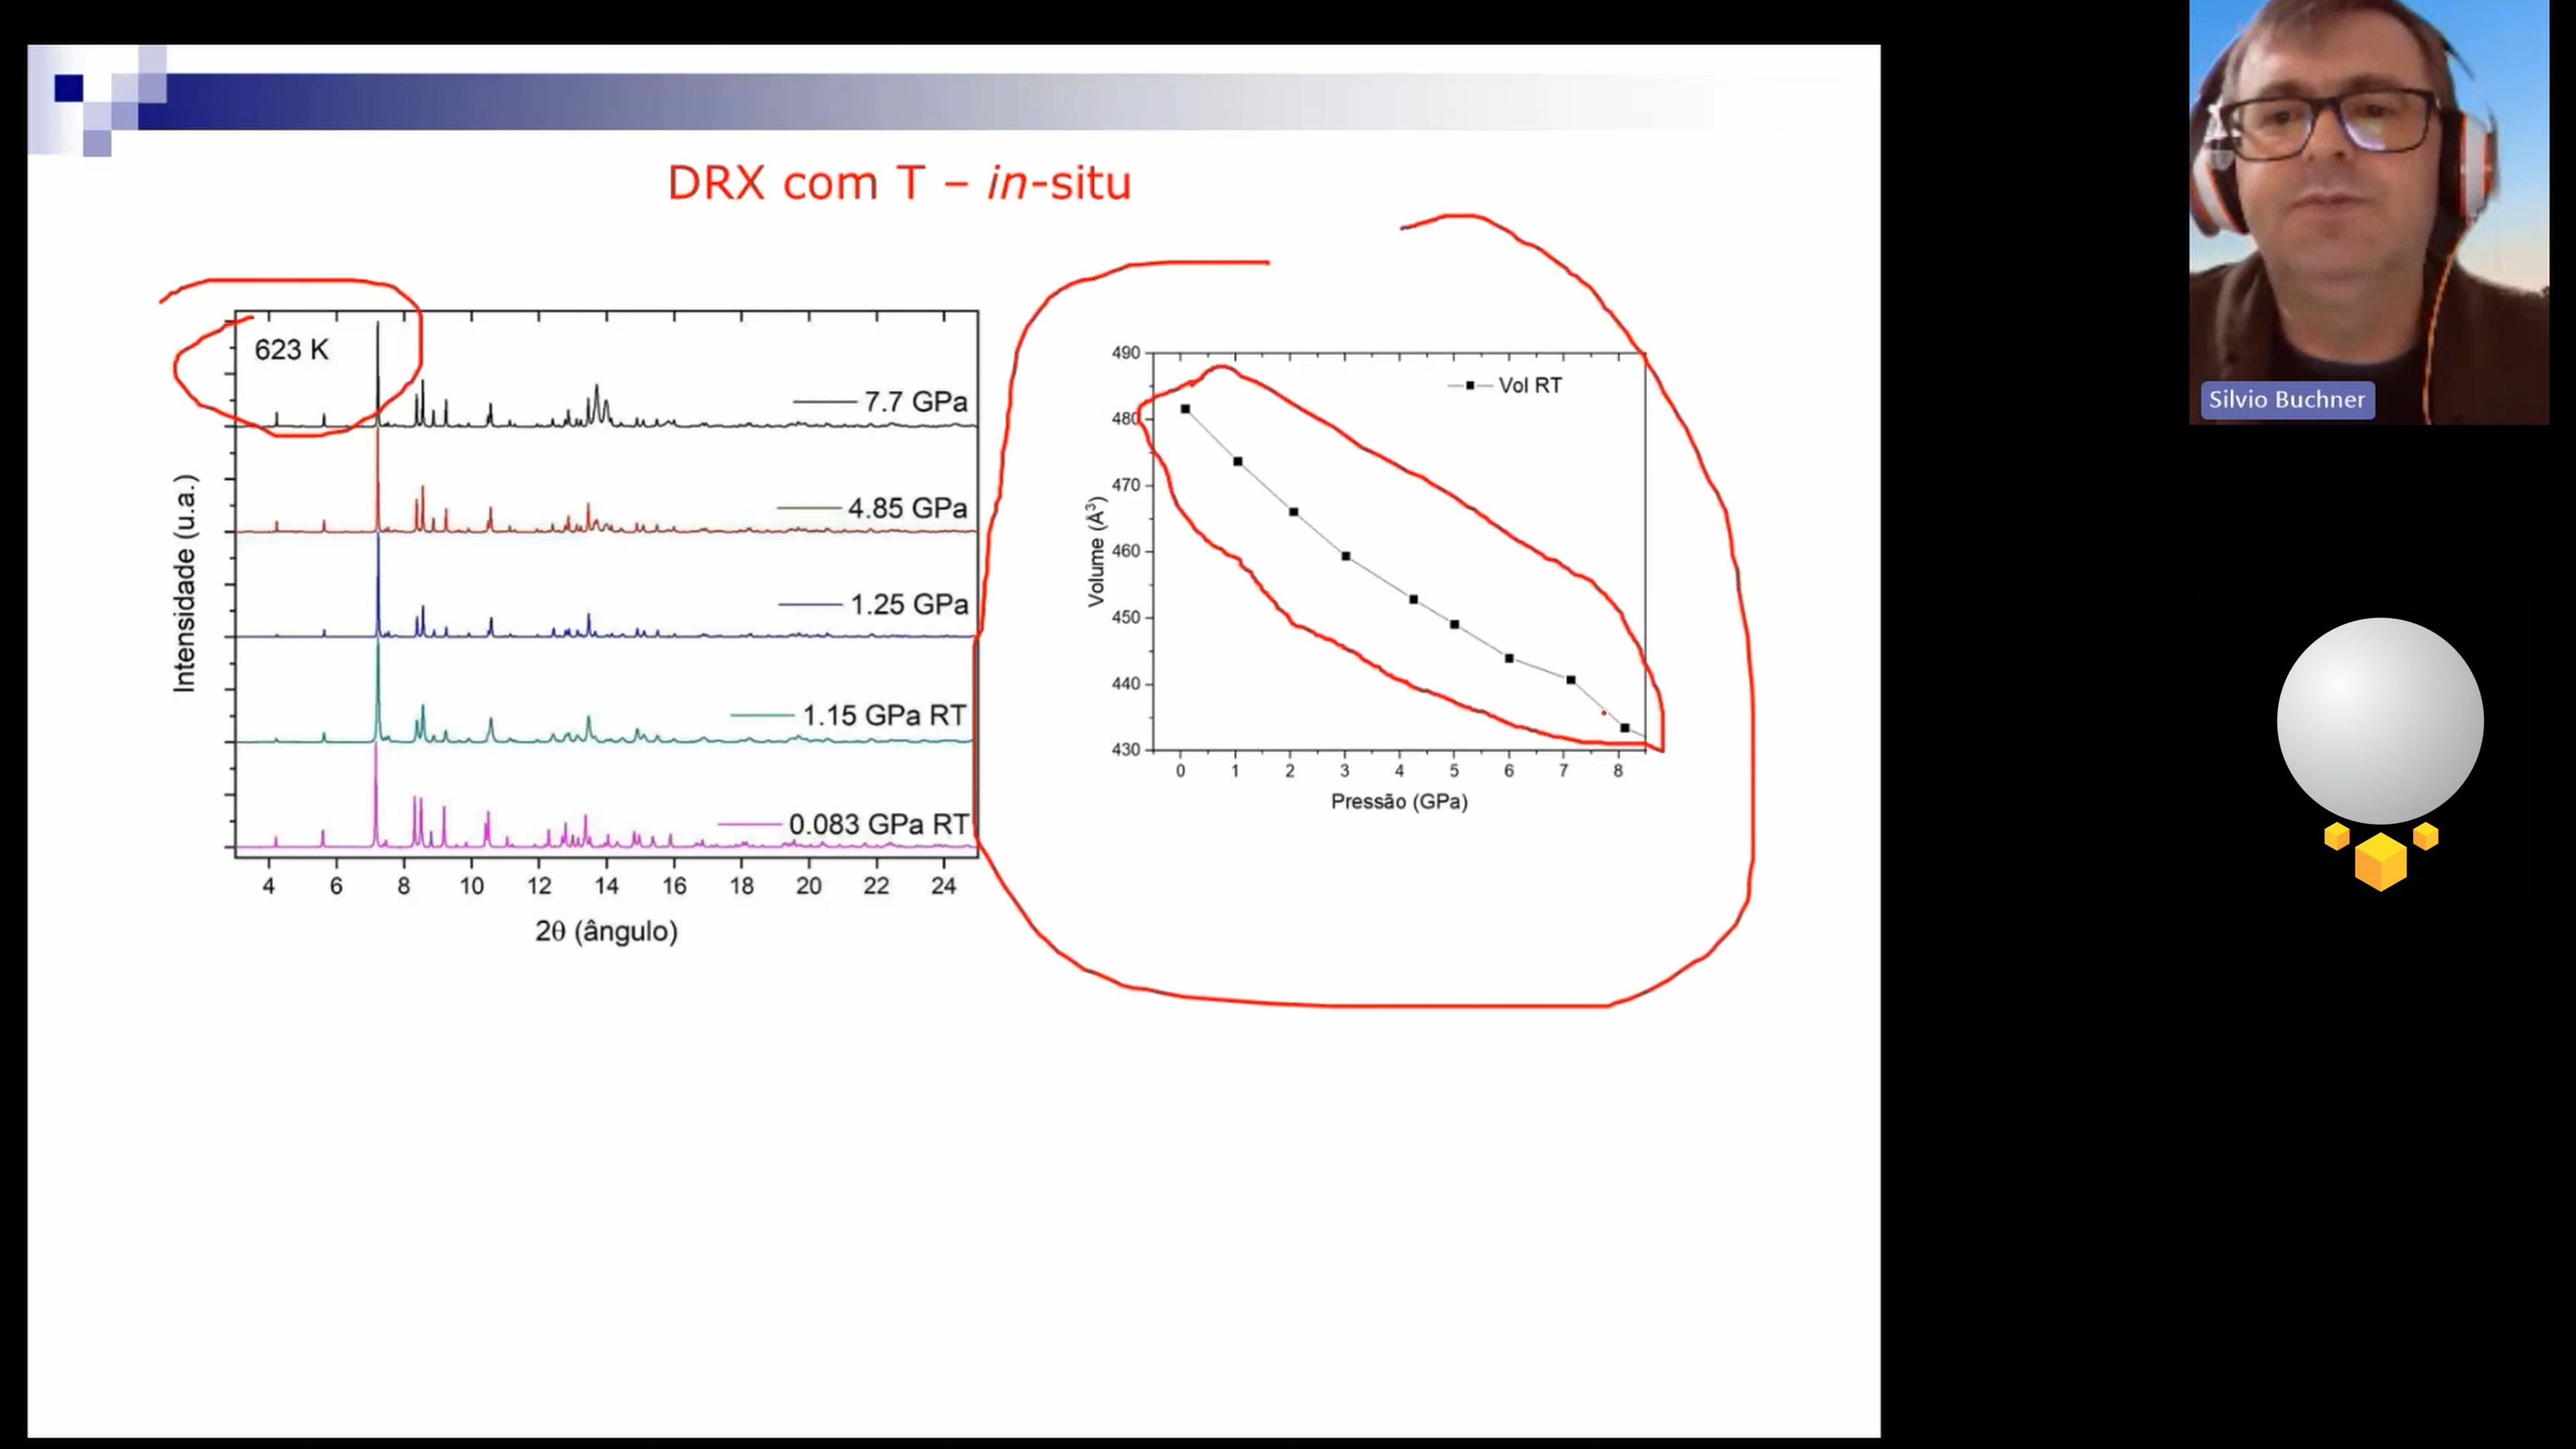 DRX com T – in-situ
623 K
7.7 GPa
4.85 GPa
1.25 GPa
1.15 GPa RT
0.083 GPa RT
Intensidade (u.a.)
4 6 8 10 12 14 16 18 20 22 24
2θ (ângulo)
Vol RT
490
480
470
460
450
440
430
Volume (Å³)
0 1 2 3 4 5 6 7 8
Pressão (GPa)
Silvio Buchner